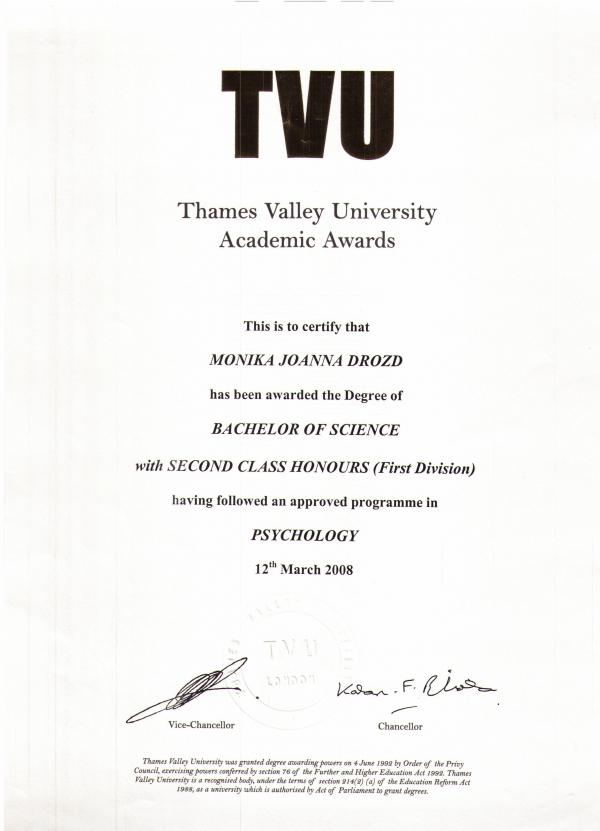 TVU
Thames Valley University
Academic Awards
This is to certify that
MONIKA JOANNA DROZD
has been awarded the Degree of
BACHELOR OF SCIENCE
with SECOND CLASS HONOURS (First Division)
having followed an approved programme in
PSYCHOLOGY
12th March 2008
TVU
LONDON
Vice-Chancellor
Chancellor
Thames Valley University was granted degree awarding powers on 4 June 1992 by Order of the Privy
Council, exercising powers conferred by section 76 of the Further and Higher Education Act 1992. Thames
Valley University is a recognised body, under the terms of section 214(2) (a) of the Education Reform Act
1988, as a university which is authorised by Act of Parliament to grant degrees.